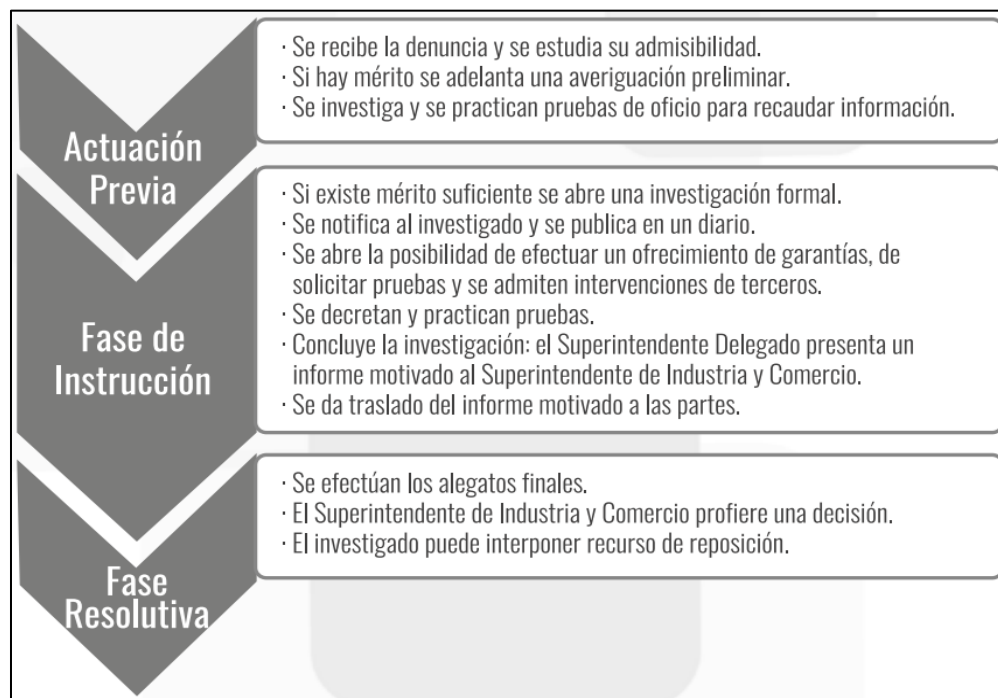 Actuación
Previa
· Se recibe la denuncia y se estudia su admisibilidad.
· Si hay mérito se adelanta una averiguación preliminar.
· Se investiga y se practican pruebas de oficio para recaudar información.
Fase de
Instrucción
· Si existe mérito suficiente se abre una investigación formal.
· Se notifica al investigado y se publica en un diario.
· Se abre la posibilidad de efectuar un ofrecimiento de garantías, de
solicitar pruebas y se admiten intervenciones de terceros.
· Se decretan y practican pruebas.
· Concluye la investigación: el Superintendente Delegado presenta un
informe motivado al Superintendente de Industria y Comercio.
· Se da traslado del informe motivado a las partes.
Fase
Resolutiva
· Se efectúan los alegatos finales.
· El Superintendente de Industria y Comercio profiere una decisión.
· El investigado puede interponer recurso de reposición.